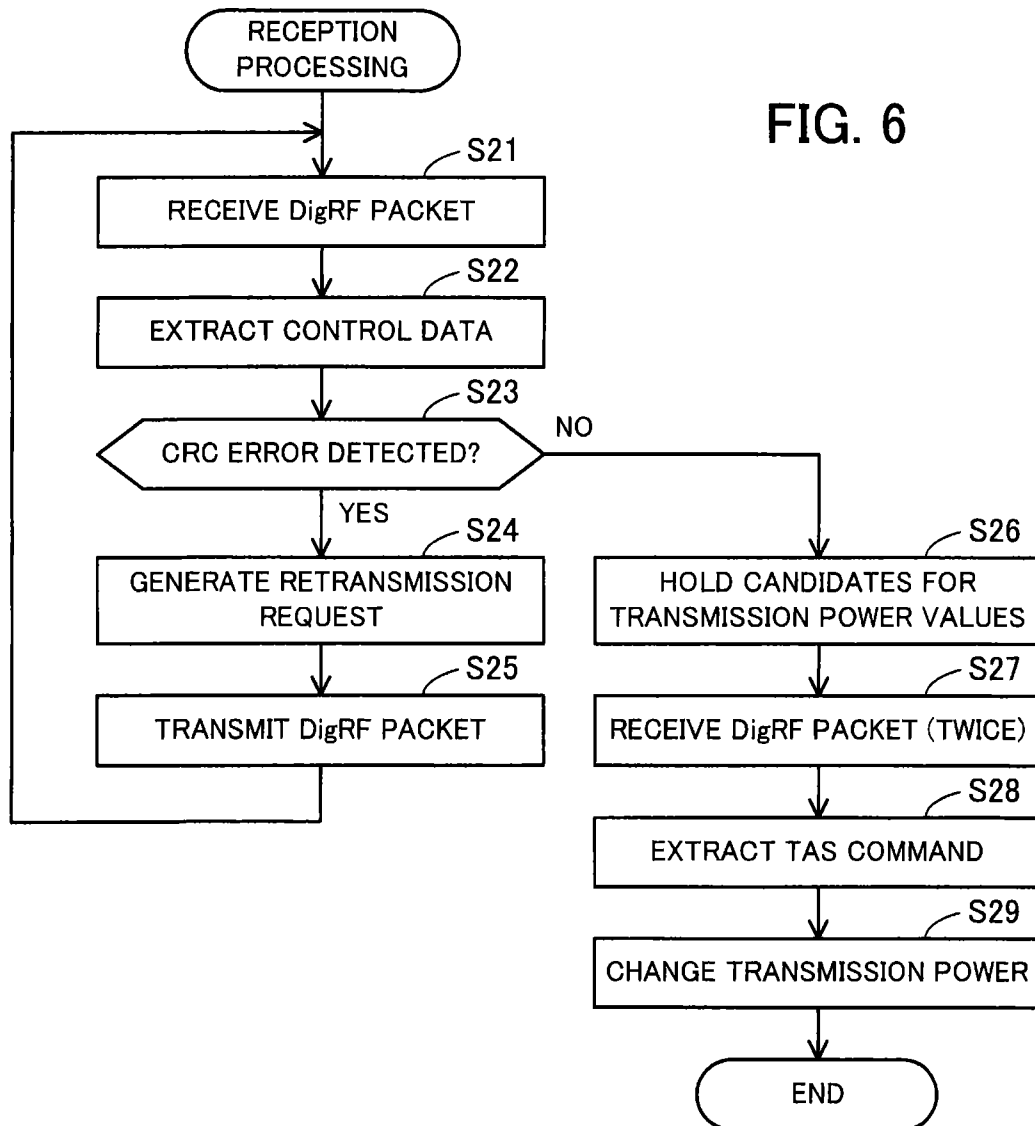 RECEPTION
PROCESSING
FIG. 6
S21
RECEIVE DigRF PACKET
S22
EXTRACT CONTROL DATA
S23
CRC ERROR DETECTED?
NO
YES
S24
GENERATE RETRANSMISSION
REQUEST
S25
TRANSMIT DigRF PACKET
S26
HOLD CANDIDATES FOR
TRANSMISSION POWER VALUES
S27
RECEIVE DigRF PACKET (TWICE)
S28
EXTRACT TAS COMMAND
S29
CHANGE TRANSMISSION POWER
END